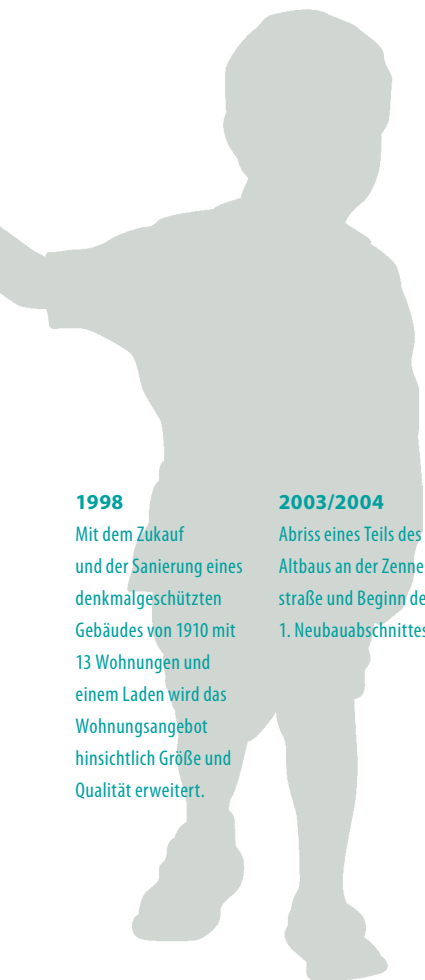 1998
Mit dem Zukauf
und der Sanierung eines
denkmalgeschützten
Gebäudes von 1910 mit
13 Wohnungen und
einem Laden wird das
Wohnungsangebot
hinsichtlich Größe und
Qualität erweitert.
2003/2004
Abriss eines Teils des
Altbaus an der Zenne
straße und Beginn de
1. Neubauabschnittes